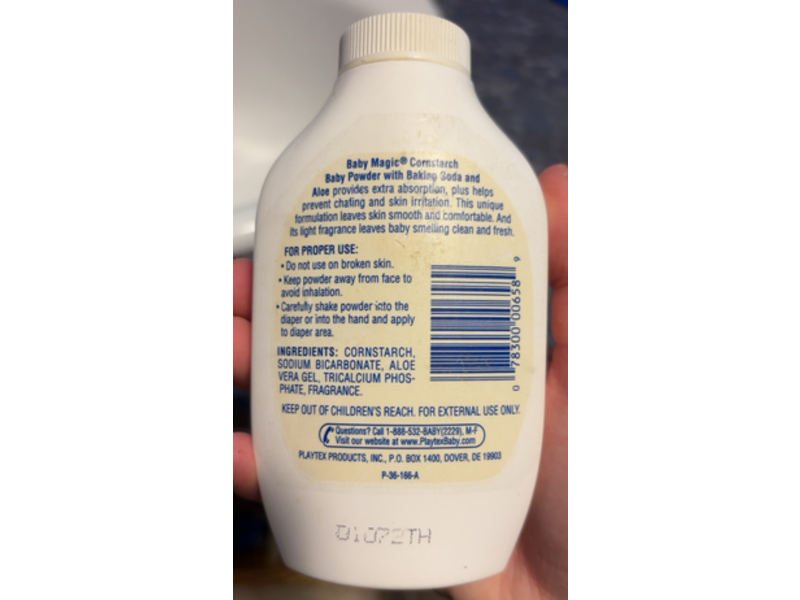 Baby Magic® Cornstarch
Baby Powder with Baking Soda and
Aloe provides extra absorption, plus helps
prevent chafing and skin irritation. This unique
formulation leaves skin smooth and comfortable. And
its light fragrance leaves baby smelling clean and fresh.
FOR PROPER USE:
• Do not use on broken skin.
• Keep powder away from face to
avoid inhalation.
• Carefully shake powder into the
diaper or into the hand and apply
to diaper area.
INGREDIENTS: CORNSTARCH,
SODIUM BICARBONATE, ALOE
VERA GEL, TRICALCIUM PHOS-
PHATE, FRAGRANCE.
0 78300 00658 9
KEEP OUT OF CHILDREN'S REACH. FOR EXTERNAL USE ONLY.
Questions? Call 1-888-532-BABY(2229), M-F
Visit our website at www.PlaytexBaby.com
PLAYTEX PRODUCTS, INC., P.O. BOX 1400, DOVER, DE 19903
P-36-166-A
01072TH